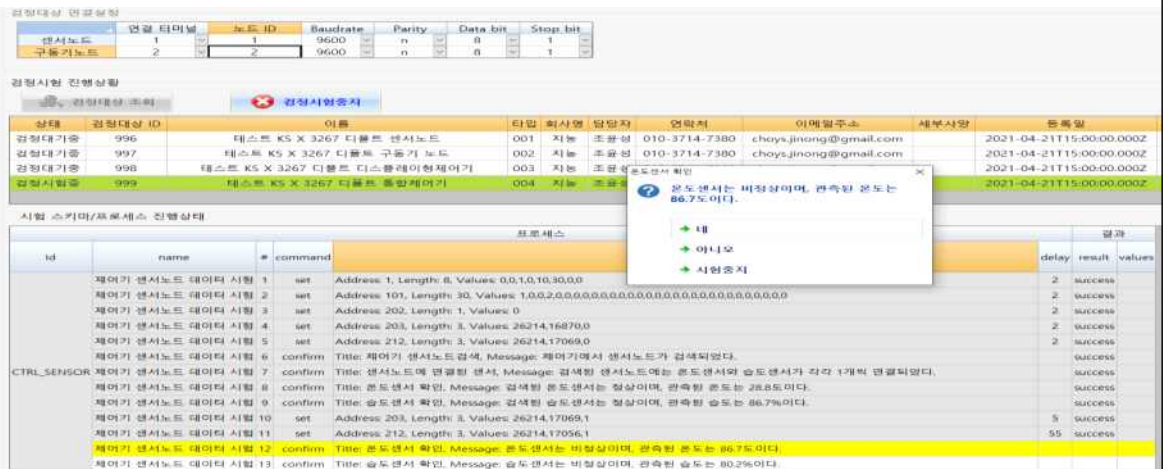 검정대상 연결설정
연결 터미널 노드 ID Baudrate Parity Data bit Stop bit
센서노드 1 1 9600 n 8 1
구동기노드 2 2 9600 n 8 1
검정시험 진행상황
검정대상 조회 검정시험중지
상태 검정대상 ID 이름 타입 회사명 담당자 연락처 이메일주소 세부사양 등록일
검정대기중 996 테스트 KS X 3267 디폴트 센서노드 001 지농 조윤성 010-3714-7380 choys.jinong@gmail.com 2021-04-21T15:00:00.000Z
검정대기중 997 테스트 KS X 3267 디폴트 구동기 노드 002 지농 조윤성 010-3714-7380 choys.jinong@gmail.com 2021-04-21T15:00:00.000Z
검정대기중 998 테스트 KS X 3267 디폴트 디스플레이형제어기 003 지농 조윤성 2021-04-21T15:00:00.000Z
검정시험중 999 테스트 KS X 3267 디폴트 통합제어기 004 지농 조윤성 2021-04-21T15:00:00.000Z
온도센서 확인
온도센서는 비정상이며, 관측된 온도는
86.7도이다.
네
아니오
시험중지
시험 스키마/프로세스 진행상태
프로세스 결과
id name # command delay result values
제어기 센서노드 데이터 시험 1 set Address: 1, Length: 8, Values: 0,0,1,0,10,30,0,0 2 success
제어기 센서노드 데이터 시험 2 set Address: 101, Length: 30, Values: 1,0,0,2,0,0,0,0,0,0,0,0,0,0,0,0,0,0,0,0,0,0,0,0,0,0,0,0,0,0 2 success
제어기 센서노드 데이터 시험 3 set Address: 202, Length: 1, Values: 0 2 success
제어기 센서노드 데이터 시험 4 set Address: 203, Length: 3, Values: 26214,16870,0 2 success
제어기 센서노드 데이터 시험 5 set Address: 212, Length: 3, Values: 26214,17069,0 2 success
제어기 센서노드 데이터 시험 6 confirm Title: 제어기 센서노드검색, Message: 제어기에서 센서노드가 검색되었다. success
CTRL_SENSOR 제어기 센서노드 데이터 시험 7 confirm Title: 센서노드에 연결된 센서, Message: 검색된 센서노드에는 온도센서와 습도센서가 각각 1개씩 연결되었다. success
제어기 센서노드 데이터 시험 8 confirm Title: 온도센서 확인, Message: 검색된 온도센서는 정상이며, 관측된 온도는 28.8도이다. success
제어기 센서노드 데이터 시험 9 confirm Title: 습도센서 확인, Message: 검색된 습도센서는 정상이며, 관측된 습도는 86.7%이다. success
제어기 센서노드 데이터 시험 10 set Address: 203, Length: 3, Values: 26214,17069,1 5 success
제어기 센서노드 데이터 시험 11 set Address: 212, Length: 3, Values: 26214,17056,1 55 success
제어기 센서노드 데이터 시험 12 confirm Title: 온도센서 확인, Message: 온도센서는 비정상이며, 관측된 온도는 86.7도이다.
제어기 센서노드 데이터 시험 13 confirm Title: 습도센서 확인, Message: 습도센서는 비정상이며, 관측된 습도는 80.2%이다.